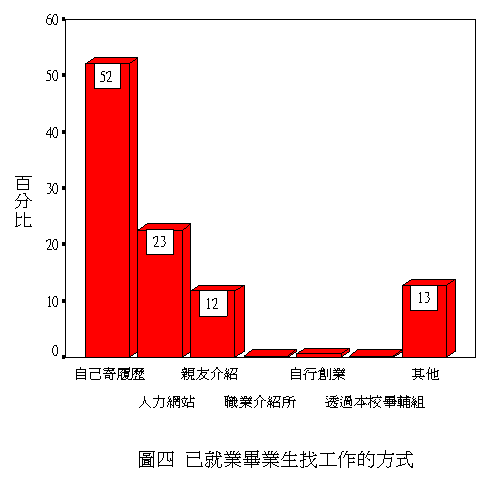 60
50
40
30
20
10
0
百分比
52
23
12
13
自己寄履歷
親友介紹
自行創業
其他
人力網站
職業介紹所
透過本校畢輔組
圖四 已就業畢業生找工作的方式